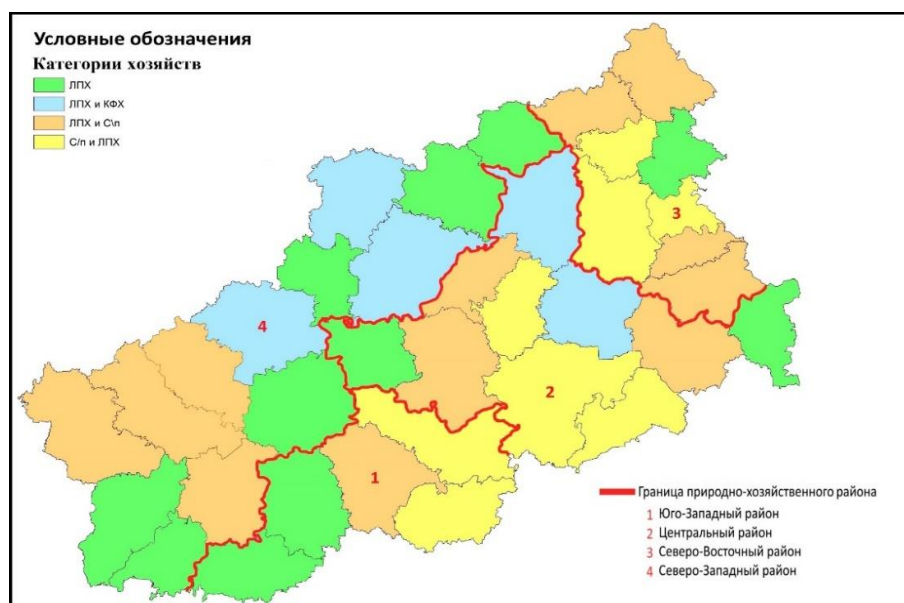 Условные обозначения
Категории хозяйств
ЛПХ
ЛПХ и КФХ
ЛПХ и С\п
С/п и ЛПХ
3
4
2
1
Граница природно-хозяйственного района
1 Юго-Западный район
2 Центральный район
3 Северо-Восточный район
4 Северо-Западный район